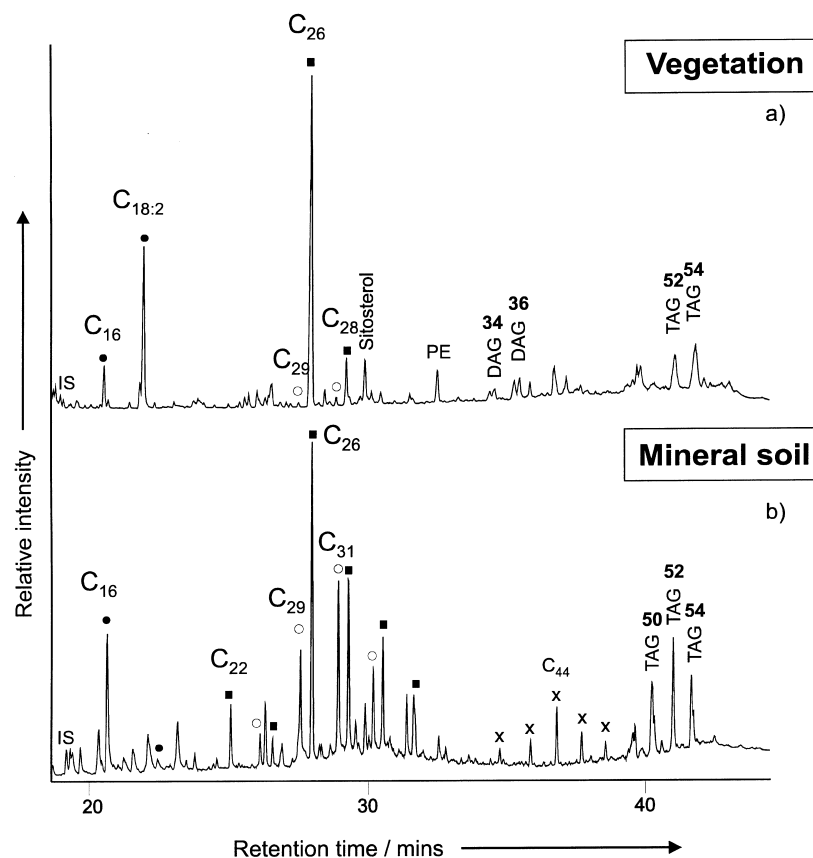 C26
Vegetation
a)
C18:2
C16
IS
C29
C28
Sitosterol
PE
DAG 34
DAG 36
TAG 52
TAG 54
Relative intensity
C26
Mineral soil
b)
C16
IS
C22
C29
C31
x
x
C44
x
x
x
TAG 50
TAG 52
TAG 54
20
30
40
Retention time / mins